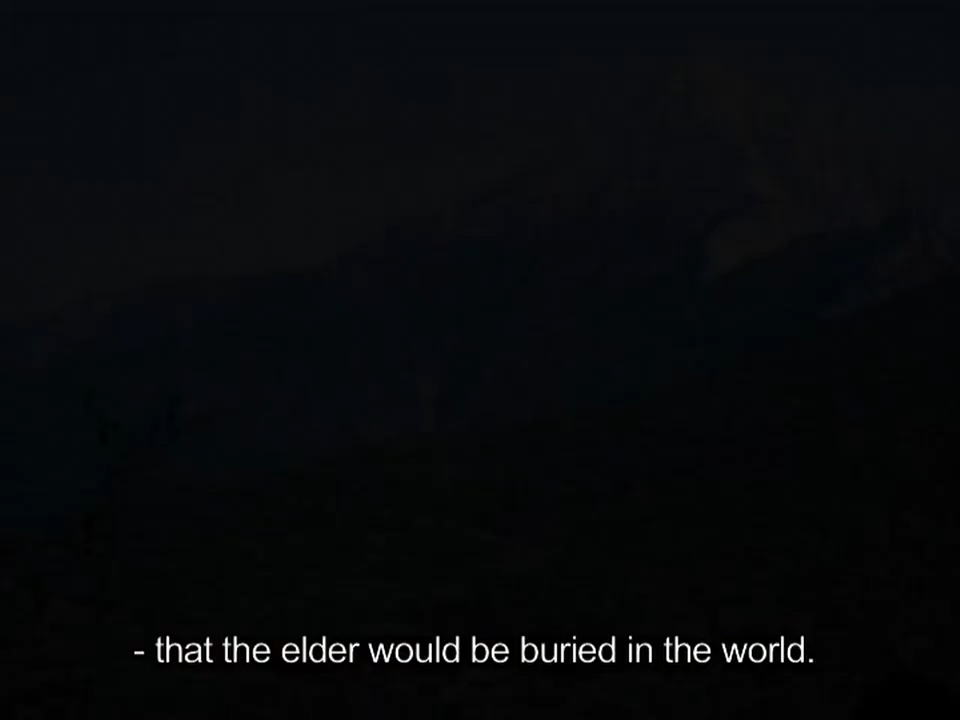 - that the elder would be buried in the world.